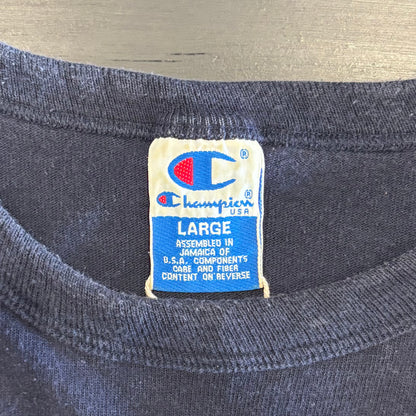 C®
Champion
USA
LARGE
ASSEMBLED IN
JAMAICA OF
U.S.A. COMPONENTS
CARE AND FIBER
CONTENT ON REVERSE